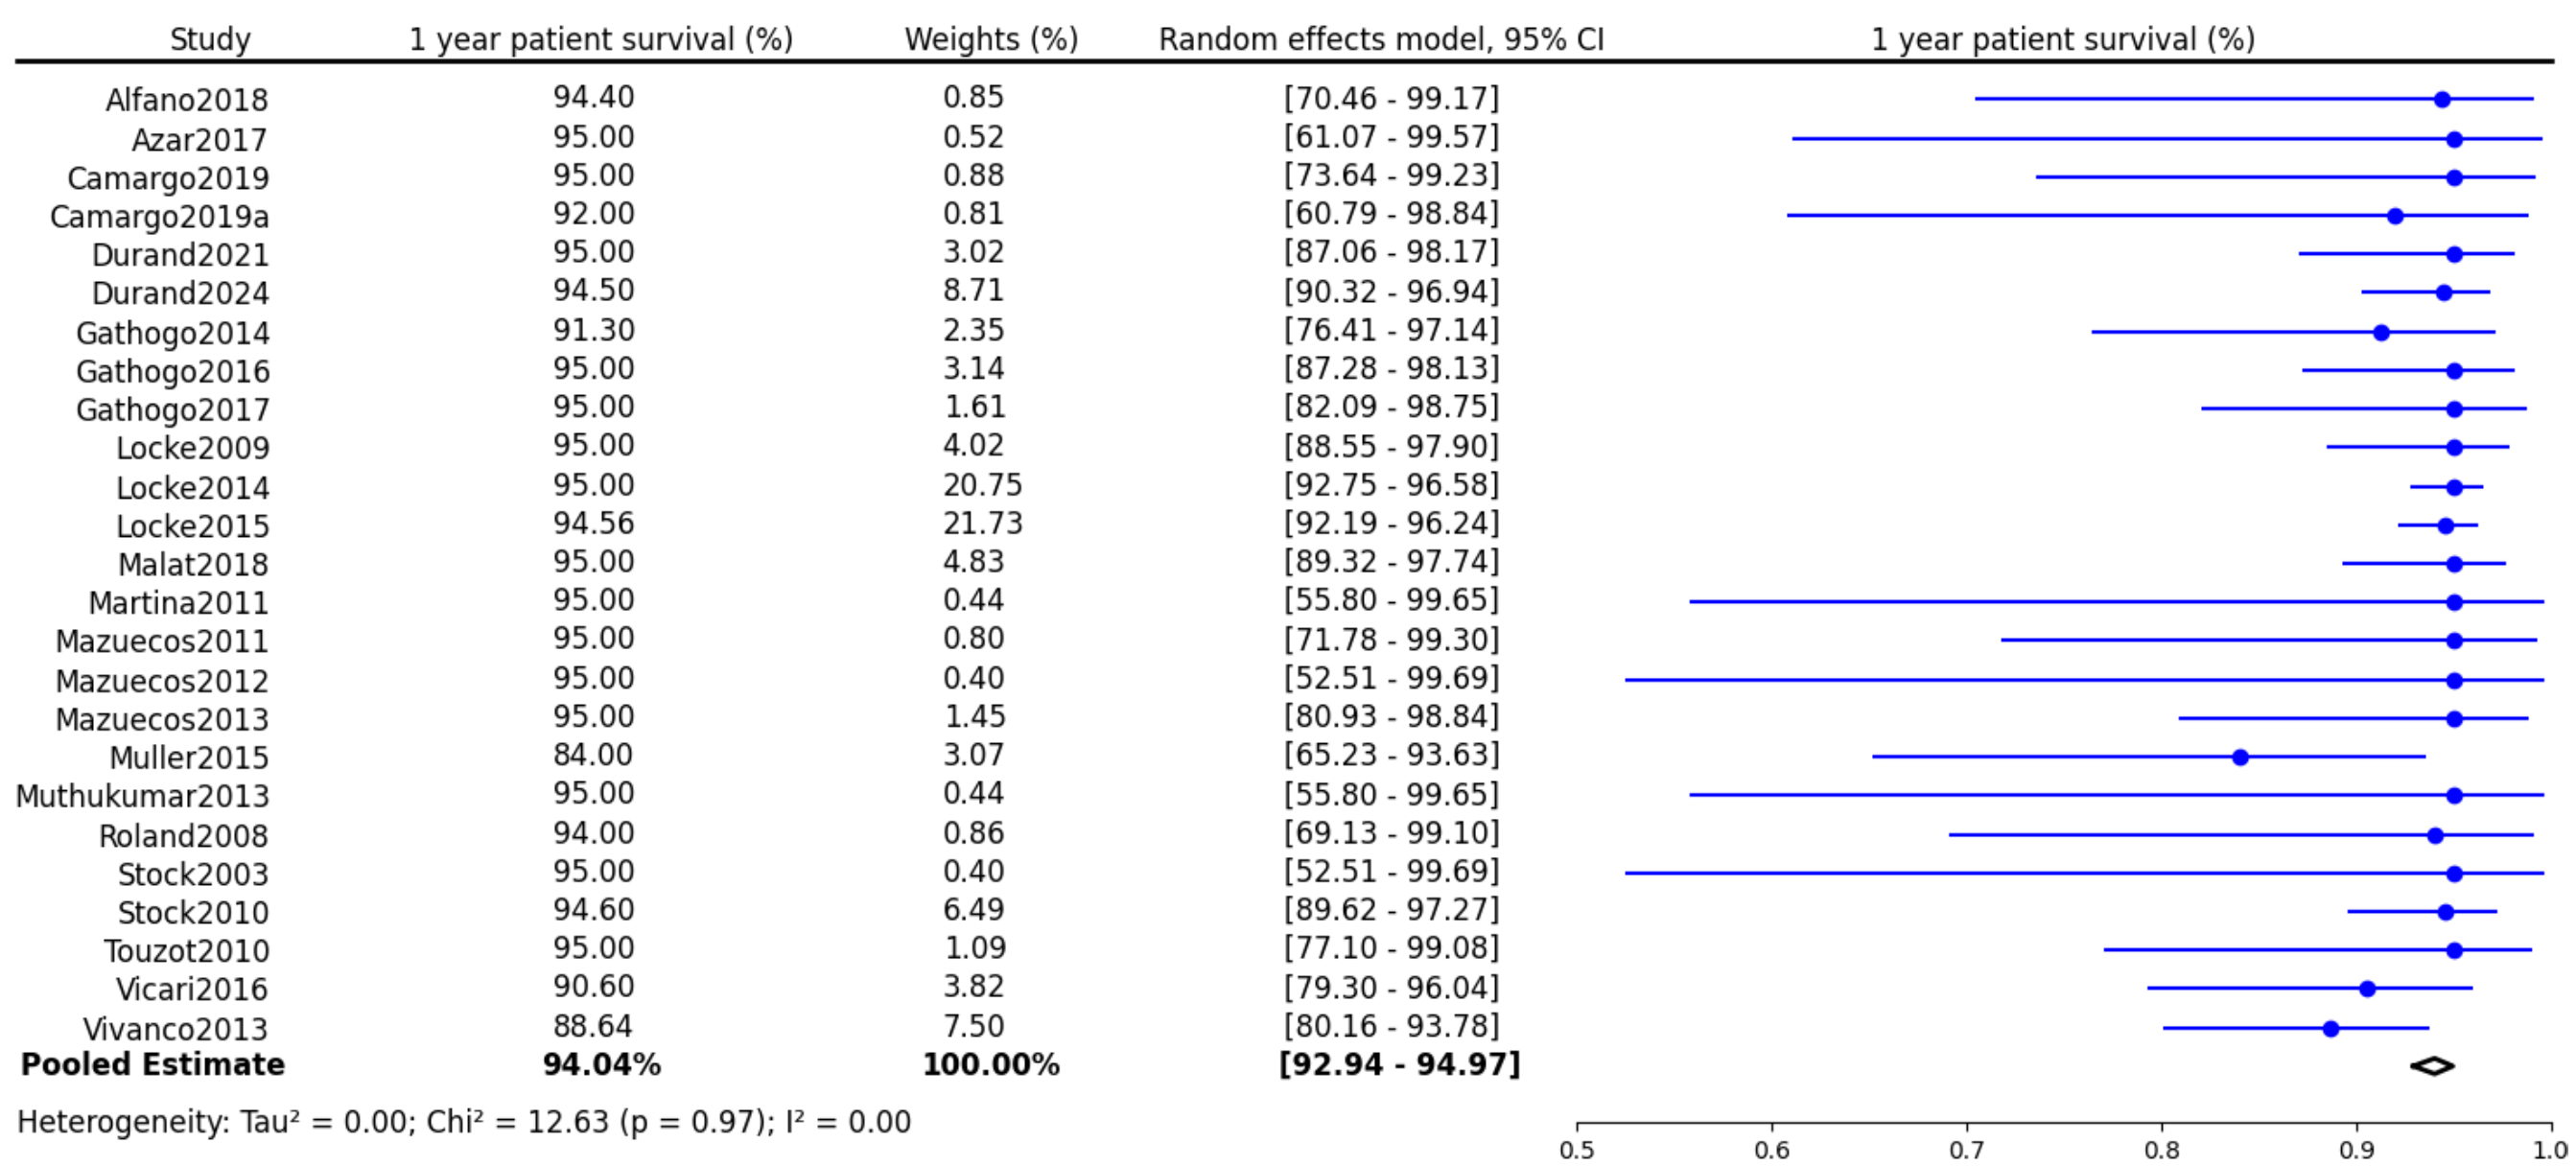 Study 1 year patient survival (%) Weights (%) Random effects model, 95% CI 1 year patient survival (%)
Alfano2018 94.40 0.85 [70.46 - 99.17]
Azar2017 95.00 0.52 [61.07 - 99.57]
Camargo2019 95.00 0.88 [73.64 - 99.23]
Camargo2019a 92.00 0.81 [60.79 - 98.84]
Durand2021 95.00 3.02 [87.06 - 98.17]
Durand2024 94.50 8.71 [90.32 - 96.94]
Gathogo2014 91.30 2.35 [76.41 - 97.14]
Gathogo2016 95.00 3.14 [87.28 - 98.13]
Gathogo2017 95.00 1.61 [82.09 - 98.75]
Locke2009 95.00 4.02 [88.55 - 97.90]
Locke2014 95.00 20.75 [92.75 - 96.58]
Locke2015 94.56 21.73 [92.19 - 96.24]
Malat2018 95.00 4.83 [89.32 - 97.74]
Martina2011 95.00 0.44 [55.80 - 99.65]
Mazuecos2011 95.00 0.80 [71.78 - 99.30]
Mazuecos2012 95.00 0.40 [52.51 - 99.69]
Mazuecos2013 95.00 1.45 [80.93 - 98.84]
Muller2015 84.00 3.07 [65.23 - 93.63]
Muthukumar2013 95.00 0.44 [55.80 - 99.65]
Roland2008 94.00 0.86 [69.13 - 99.10]
Stock2003 95.00 0.40 [52.51 - 99.69]
Stock2010 94.60 6.49 [89.62 - 97.27]
Touzot2010 95.00 1.09 [77.10 - 99.08]
Vicari2016 90.60 3.82 [79.30 - 96.04]
Vivanco2013 88.64 7.50 [80.16 - 93.78]
Pooled Estimate 94.04% 100.00% [92.94 - 94.97]
Heterogeneity: Tau² = 0.00; Chi² = 12.63 (p = 0.97); I² = 0.00
0.5 0.6 0.7 0.8 0.9 1.0